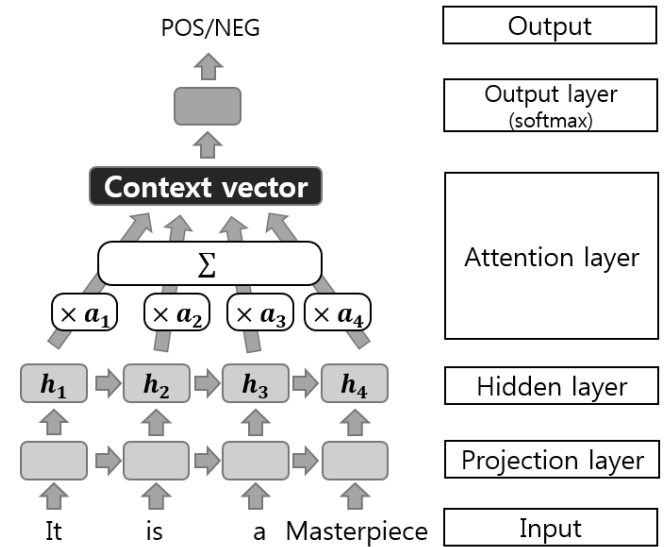 POS/NEG
Output
Output layer
(softmax)
Context vector
Attention layer
Σ
× a₁ × a₂ × a₃ × a₄
h₁ h₂ h₃ h₄
Hidden layer
Projection layer
It is a Masterpiece
Input